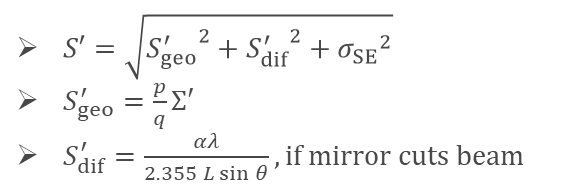 ➢ S′ = √(S′geo² + S′dif² + σSE²)
➢ S′geo = p/q Σ′
➢ S′dif = αλ / 2.355 L sin θ , if mirror cuts beam